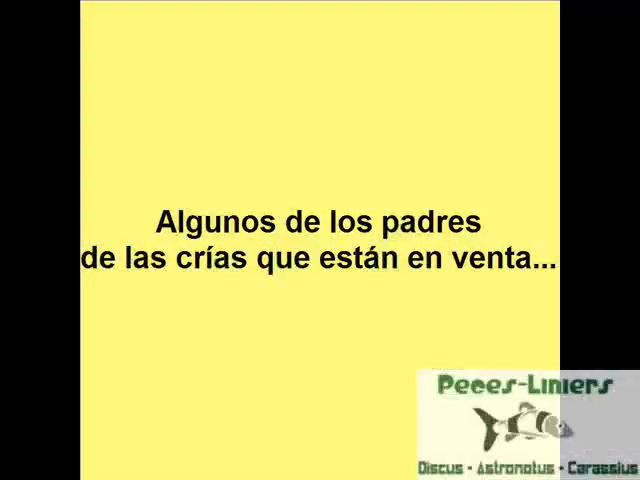 Algunos de los padres
de las crías que están en venta...
Peces-Liniers
Discus - Astronotus - Carassius